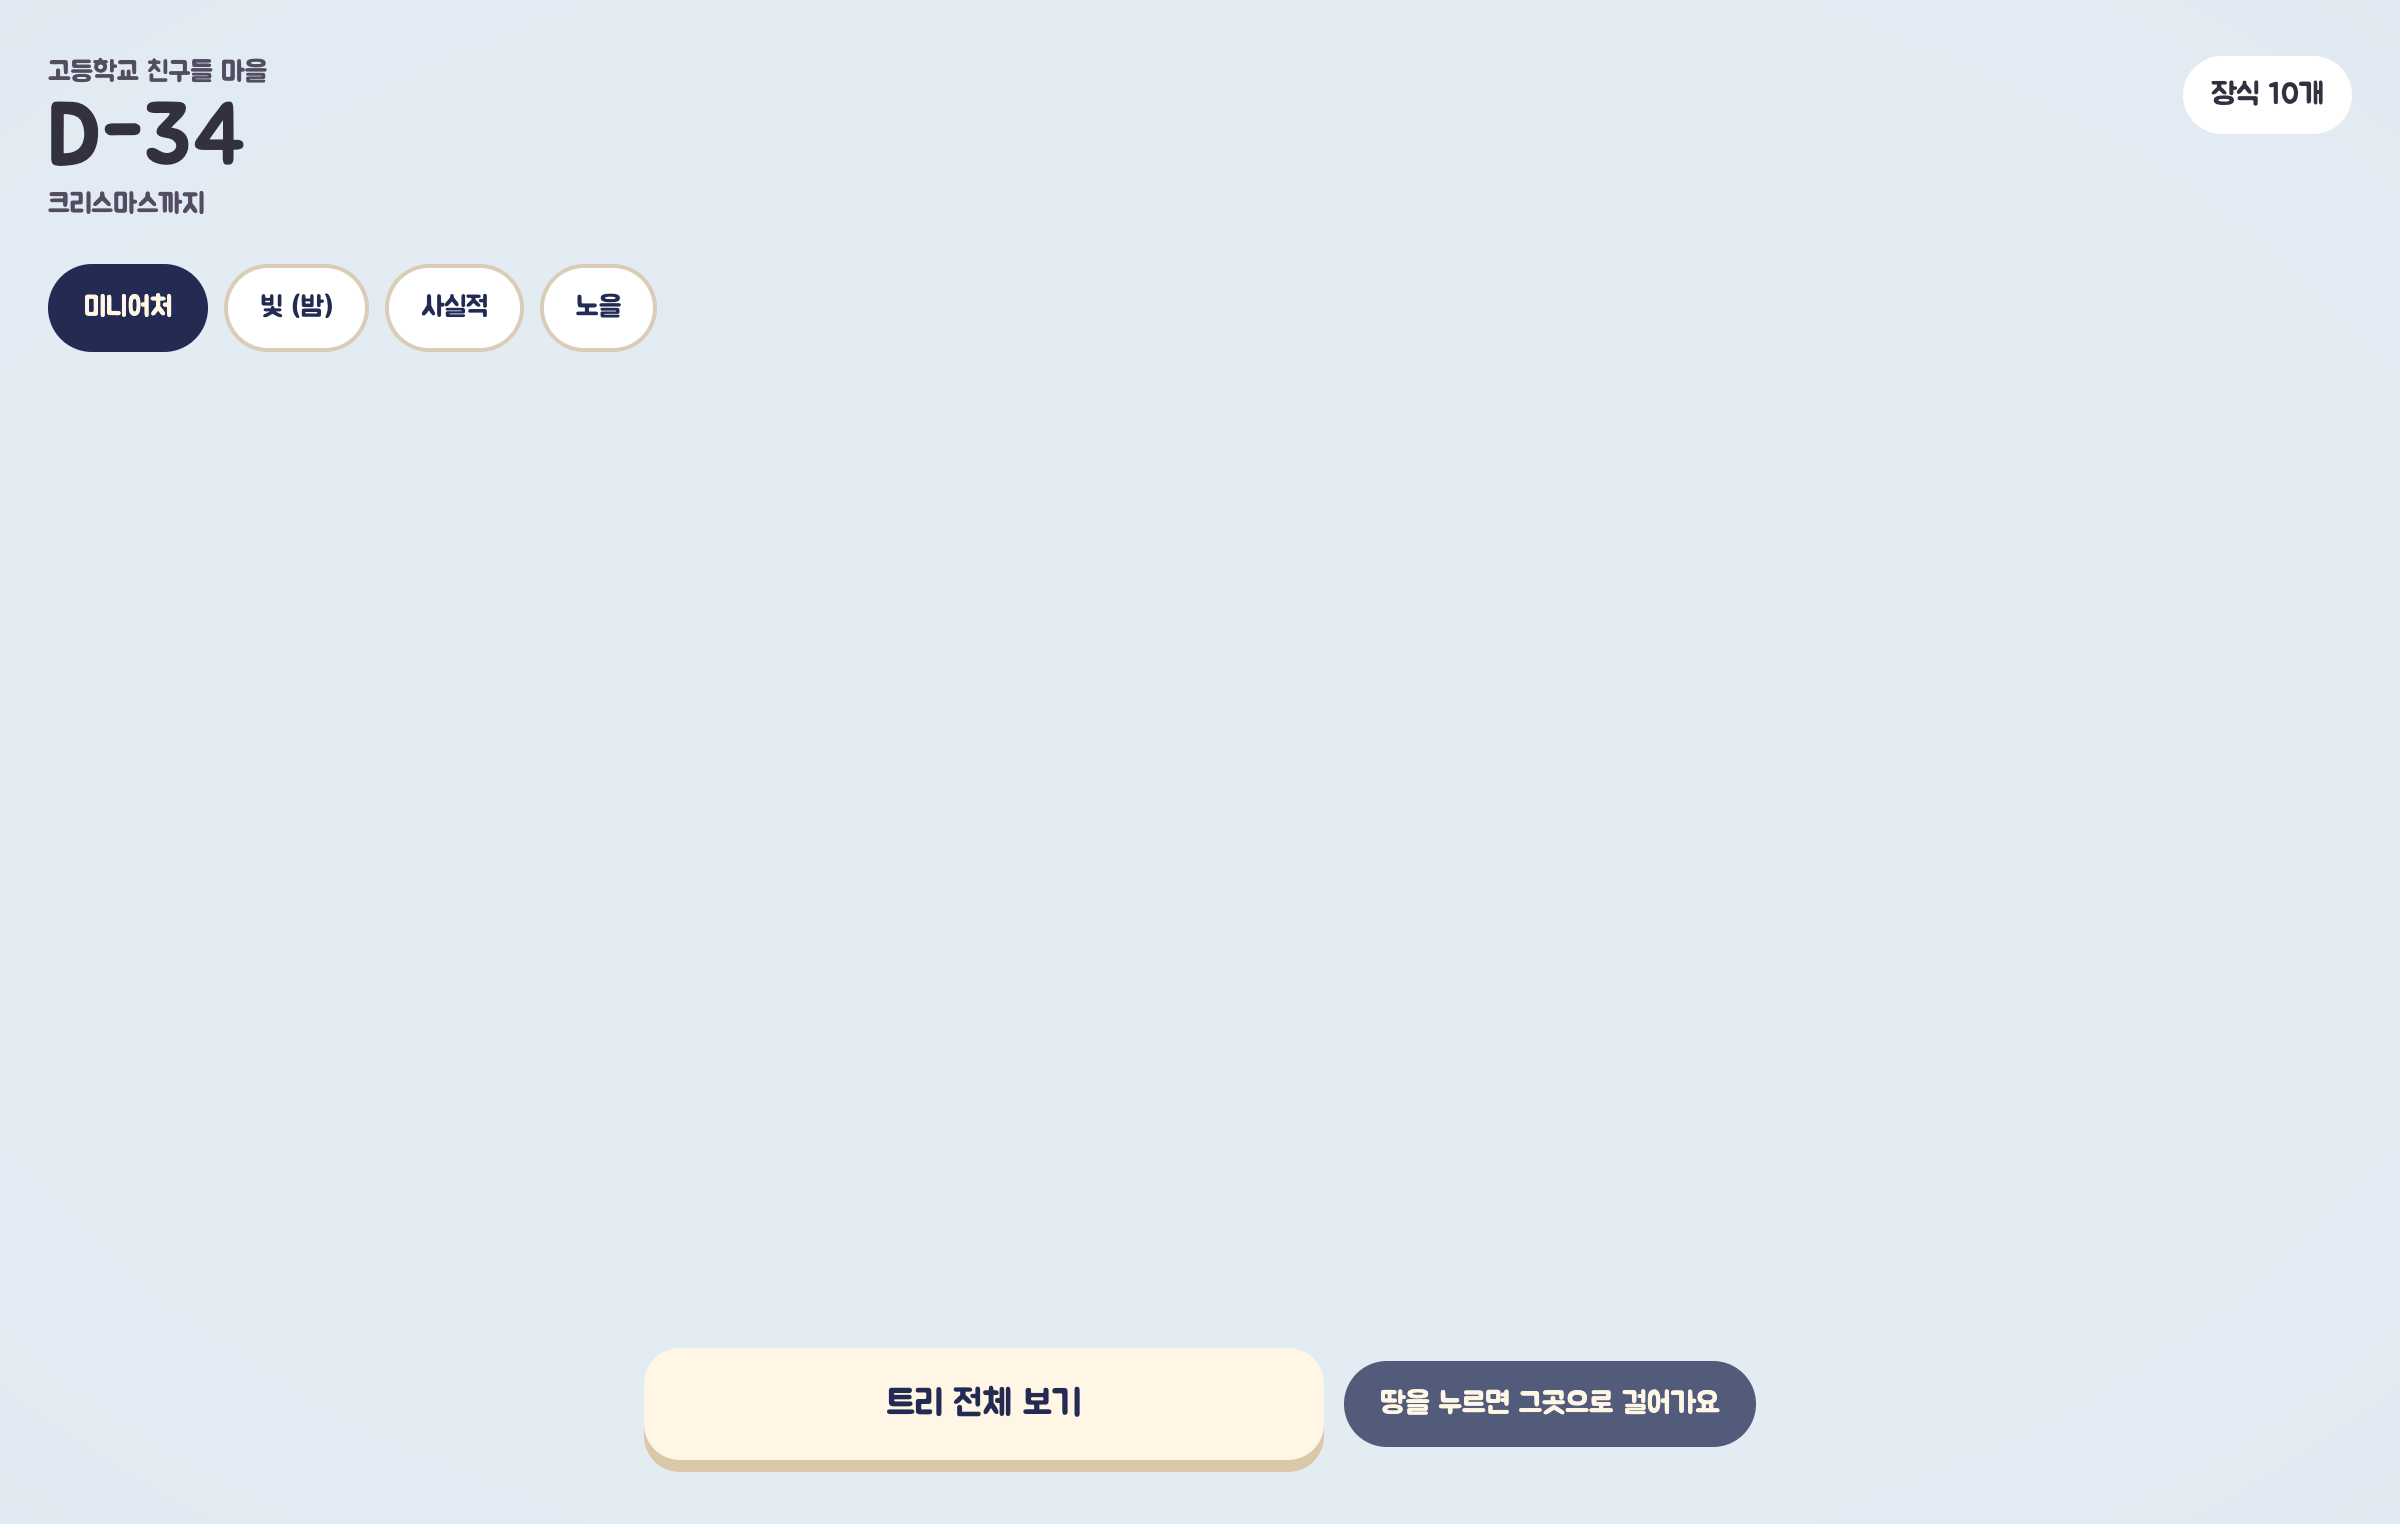 고등학교 친구들 마을
D-34
크리스마스까지
장식 10개
미니어처
빛 (밤)
사실적
노을
트리 전체 보기
땅을 누르면 그곳으로 걸어가요